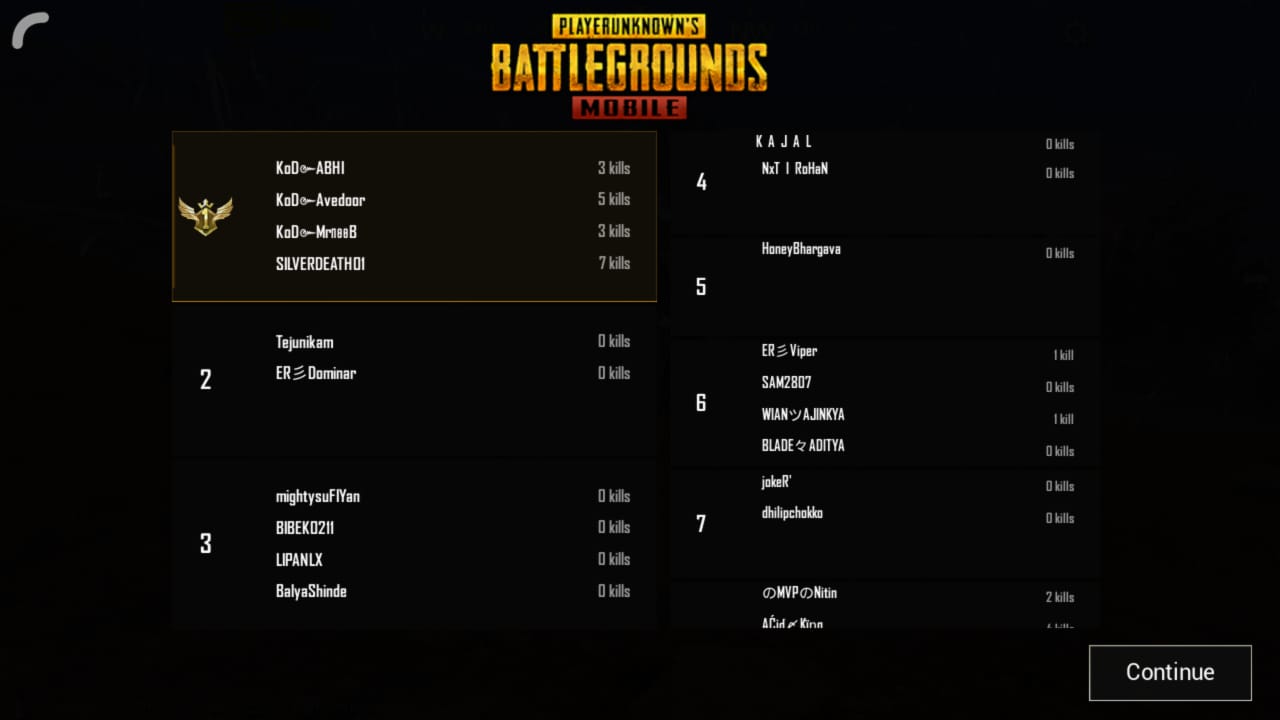 PLAYERUNKNOWN'S
BATTLEGROUNDS
MOBILE
1
KoD ABHI 3 kills
KoD Avedoor 5 kills
KoD 3 kills
SILVERDEATH01 7 kills
2
Tejunikam 0 kills
ER彡Dominar 0 kills
3
mightysuFIYan 0 kills
BIBEK0211 0 kills
LIPANLX 0 kills
BalyaShinde 0 kills
4
K A J A L 0 kills
NxT I RoHaN 0 kills
5
HoneyBhargava 0 kills
6
ER彡Viper 1 kill
SAM2807 0 kills
WIANツAJINKYA 1 kill
BLADE々ADITYA 0 kills
7
jokeR' 0 kills
dhilipchokko 0 kills
のMVPのNitin 2 kills
Continue